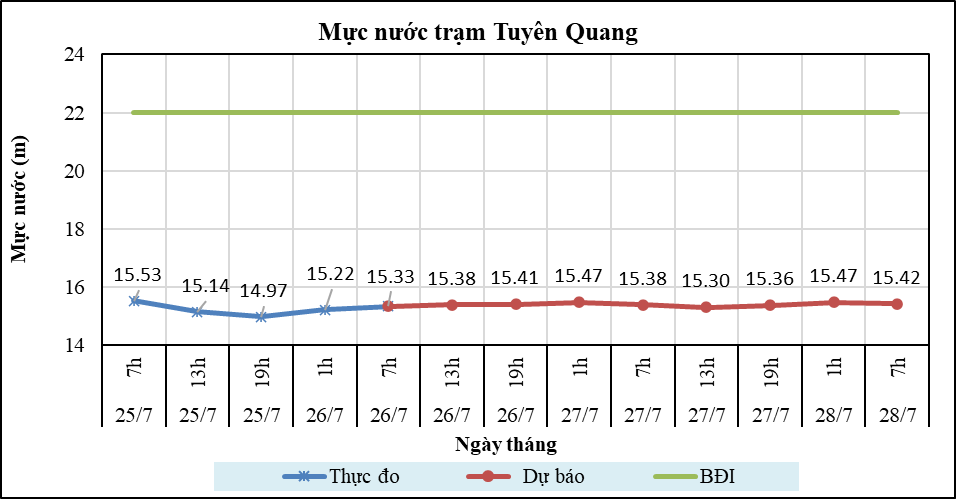 Mực nước trạm Tuyên Quang
Mực nước (m)
24
22
20
18
16
14
15.53 15.14 14.97 15.22 15.33 15.38 15.41 15.47 15.38 15.30 15.36 15.47 15.42
7h 13h 19h 1h 7h 13h 19h 1h 7h 13h 19h 1h 7h
25/7 25/7 25/7 26/7 26/7 26/7 26/7 27/7 27/7 27/7 27/7 28/7 28/7
Ngày tháng
Thực đo Dự báo BĐI